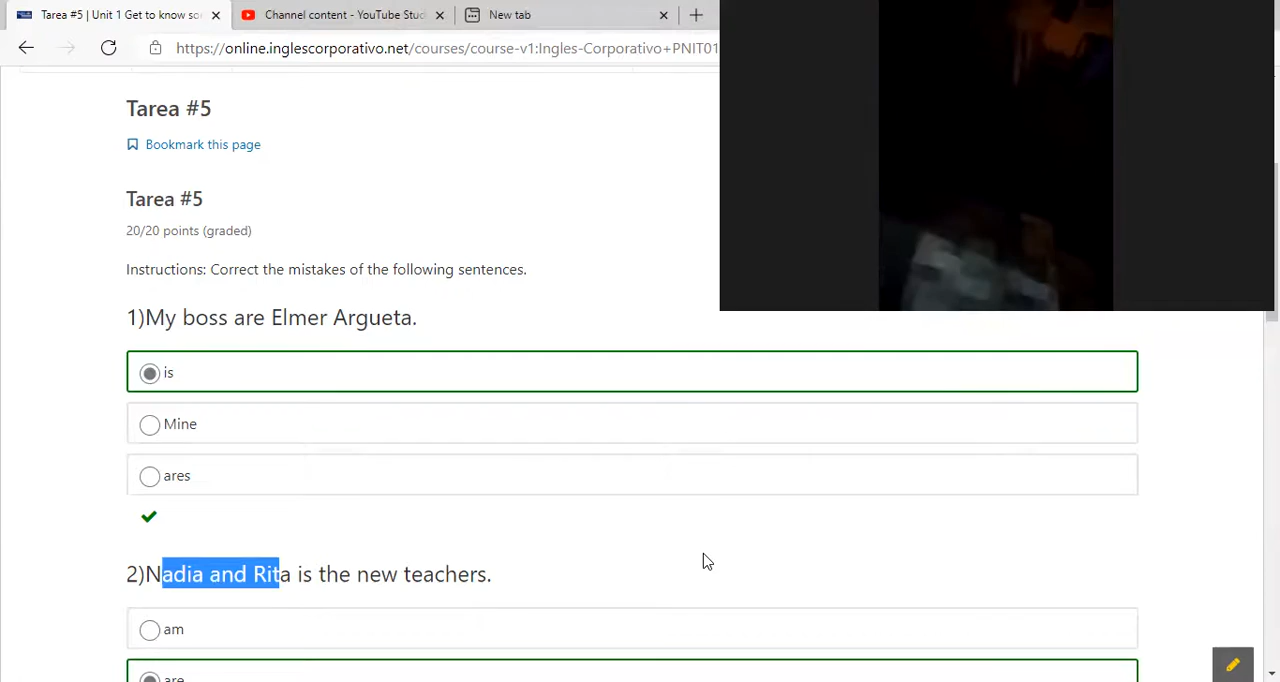 Tarea #5 | Unit 1 Get to know so
Channel content - YouTube Stud
New tab
https://online.inglescorporativo.net/courses/course-v1:Ingles-Corporativo+PNIT01
Tarea #5
Bookmark this page
Tarea #5
20/20 points (graded)
Instructions: Correct the mistakes of the following sentences.
1)My boss are Elmer Argueta.
is
Mine
ares
2)Nadia and Rita is the new teachers.
am
are